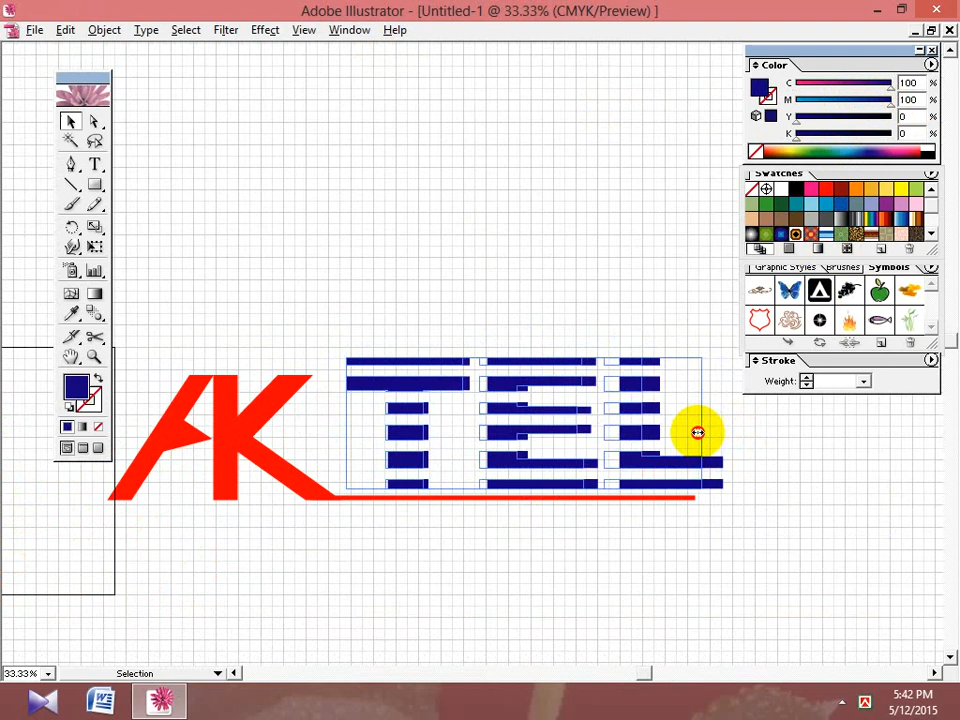 Adobe Illustrator - [Untitled-1 @ 33.33% (CMYK/Preview) ]
File Edit Object Type Select Filter Effect View Window Help
Color
C 100 %
M 100 %
Y 0 %
K 0 %
Swatches
Graphic Styles Brushes Symbols
Stroke
Weight:
AK TEL
33.33% Selection
5:42 PM
5/12/2015